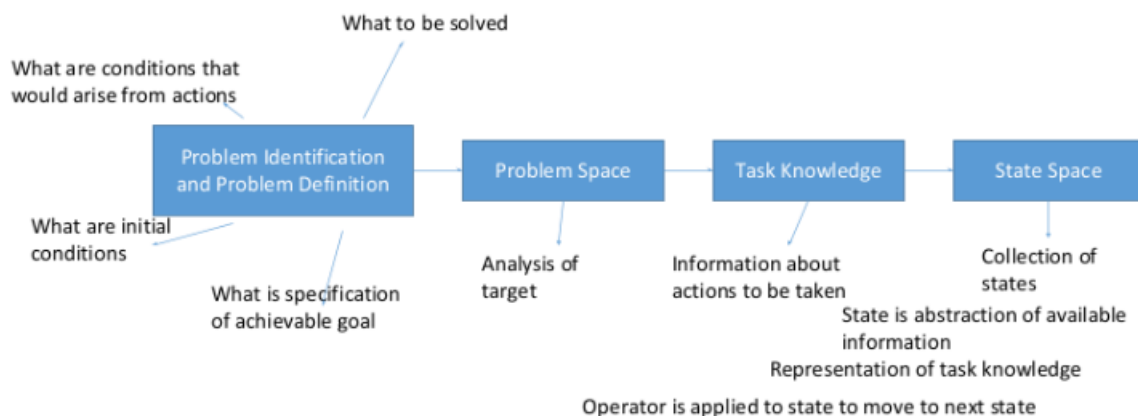 What to be solved
What are conditions that
would arise from actions
Problem Identification
and Problem Definition
Problem Space
Task Knowledge
State Space
What are initial
conditions
What is specification
of achievable goal
Analysis of
target
Information about
actions to be taken
Collection of
states
State is abstraction of available
information
Representation of task knowledge
Operator is applied to state to move to next state